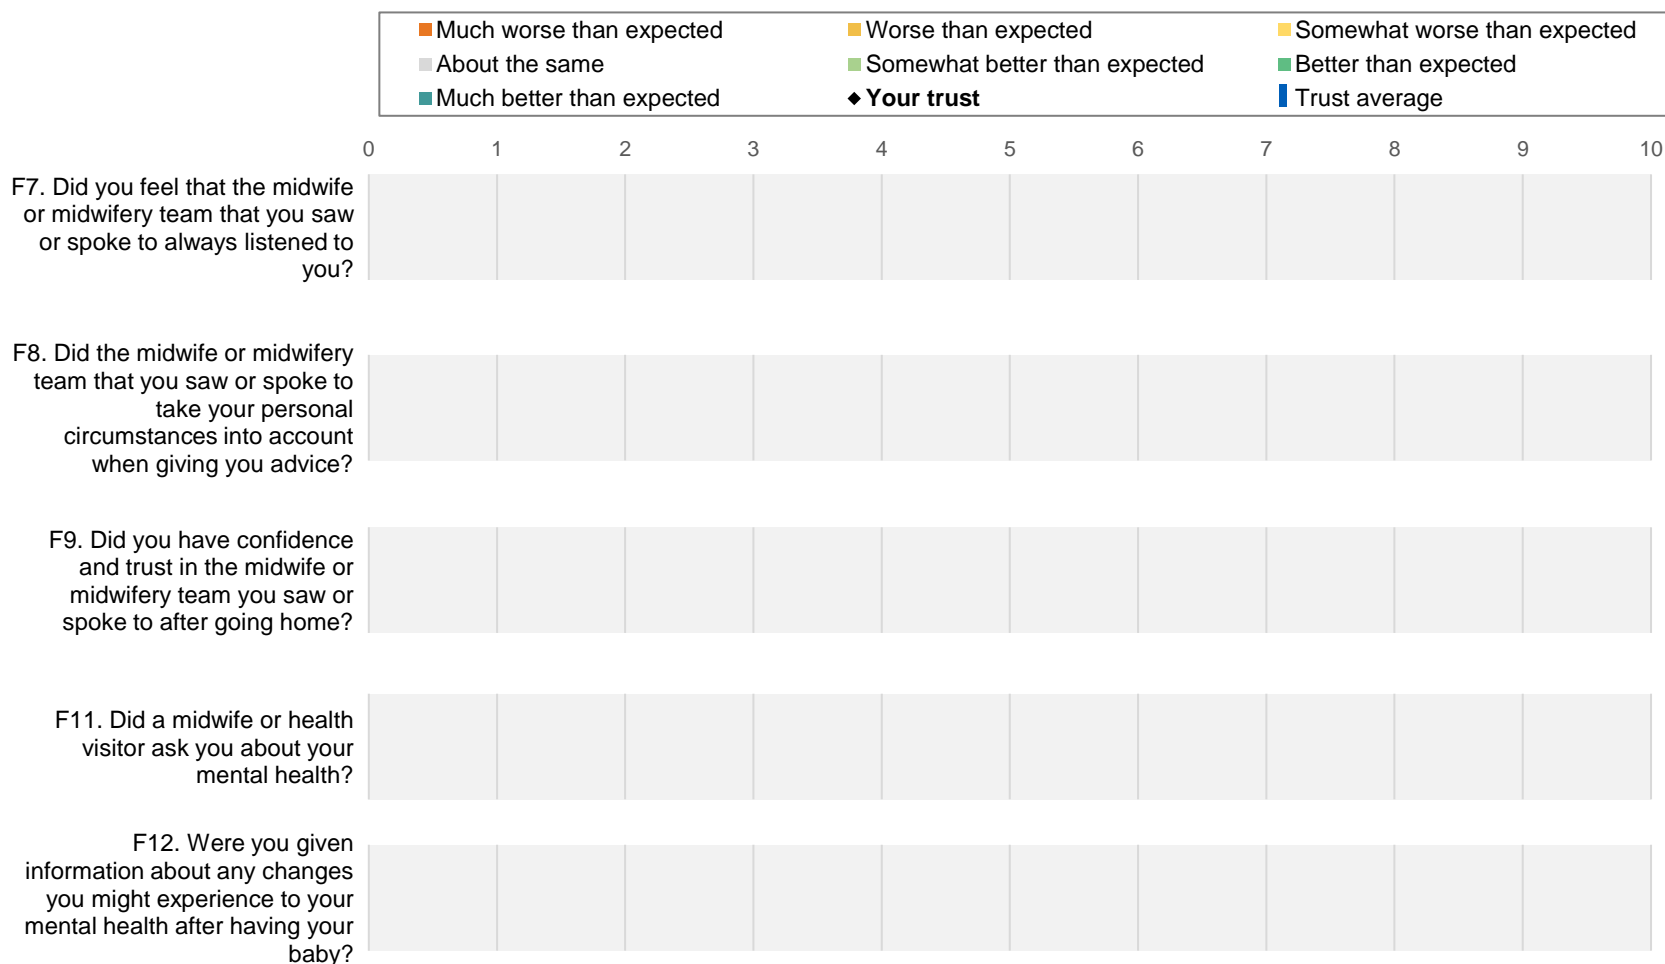 Much worse than expected Worse than expected Somewhat worse than expected
About the same Somewhat better than expected Better than expected
Much better than expected Your trust Trust average
0 1 2 3 4 5 6 7 8 9 10
F7. Did you feel that the midwife
or midwifery team that you saw
or spoke to always listened to
you?
F8. Did the midwife or midwifery
team that you saw or spoke to
take your personal
circumstances into account
when giving you advice?
F9. Did you have confidence
and trust in the midwife or
midwifery team you saw or
spoke to after going home?
F11. Did a midwife or health
visitor ask you about your
mental health?
F12. Were you given
information about any changes
you might experience to your
mental health after having your
baby?